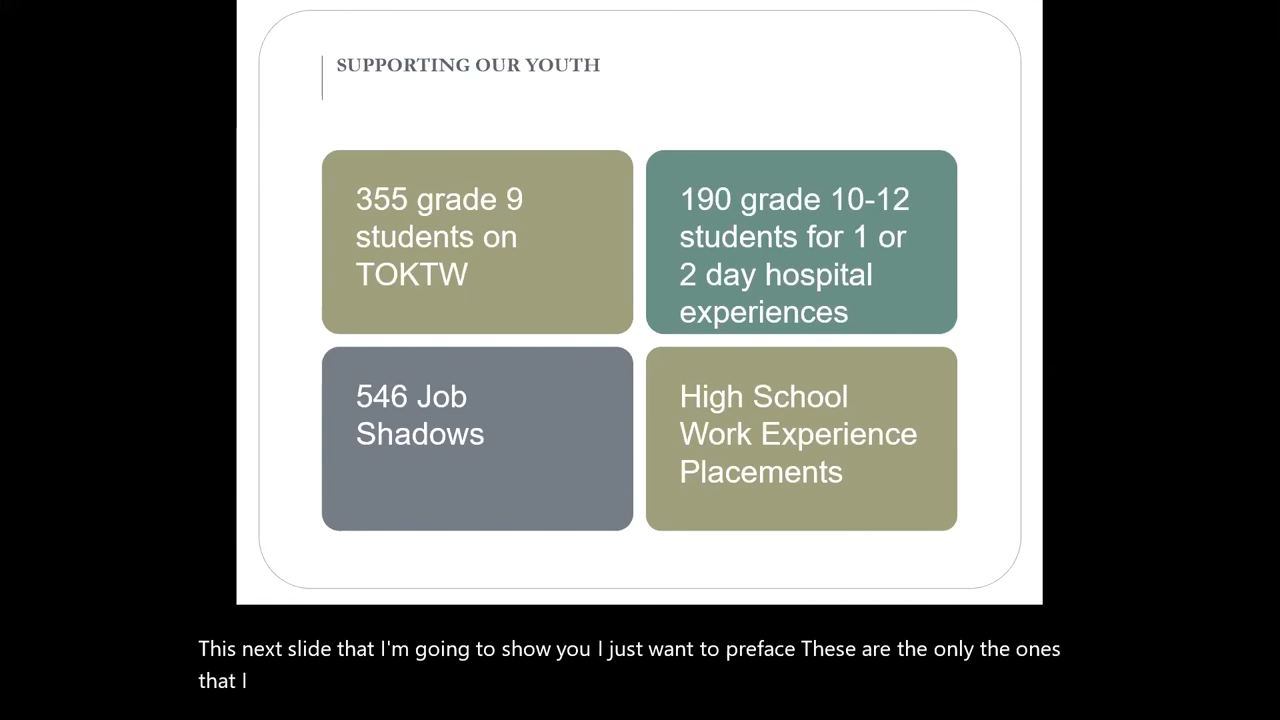 SUPPORTING OUR YOUTH
355 grade 9
students on
TOKTW
190 grade 10-12
students for 1 or
2 day hospital
experiences
546 Job
Shadows
High School
Work Experience
Placements
This next slide that I'm going to show you I just want to preface These are the only the ones
that I